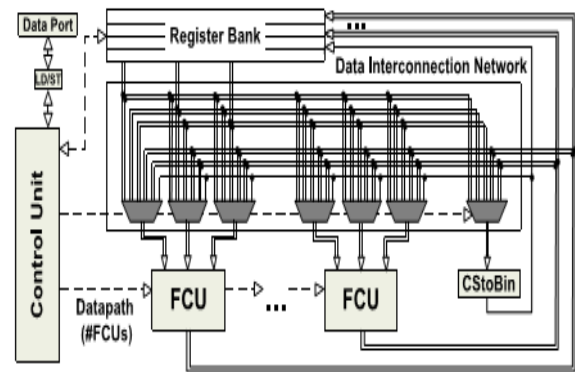 Data Port
Register Bank
...
Data Interconnection Network
LD/ST
Control Unit
Datapath
(#FCUs)
FCU
...
FCU
CStoBin